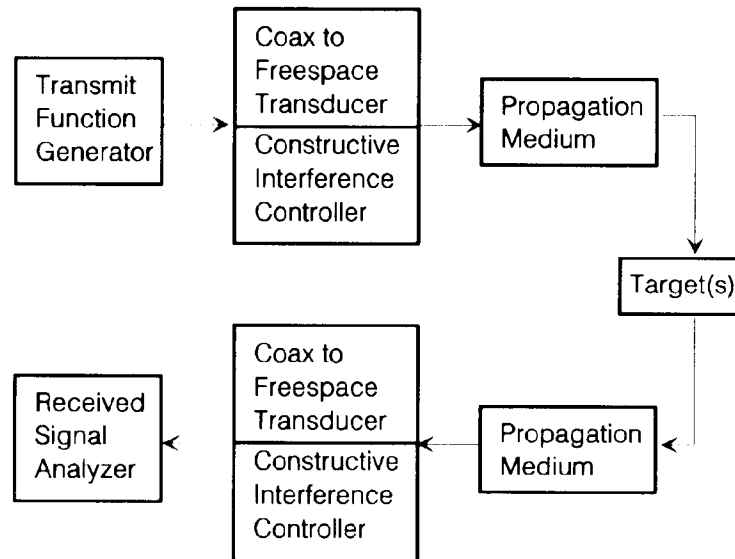 Transmit
Function
Generator
Coax to
Freespace
Transducer
Constructive
Interference
Controller
Propagation
Medium
Target(s)
Coax to
Freespace
Transducer
Constructive
Interference
Controller
Propagation
Medium
Received
Signal
Analyzer